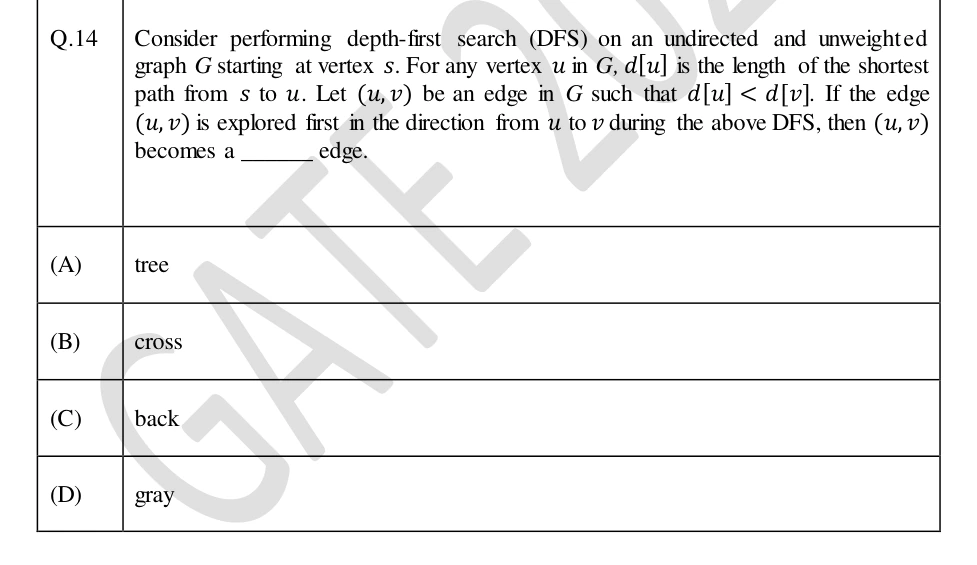 Q.14 Consider performing depth-first search (DFS) on an undirected and unweighted
graph G starting at vertex s. For any vertex u in G, d[u] is the length of the shortest
path from s to u. Let (u, v) be an edge in G such that d[u] < d[v]. If the edge
(u, v) is explored first in the direction from u to v during the above DFS, then (u, v)
becomes a ______ edge.
(A) tree
(B) cross
(C) back
(D) gray
GATE 202